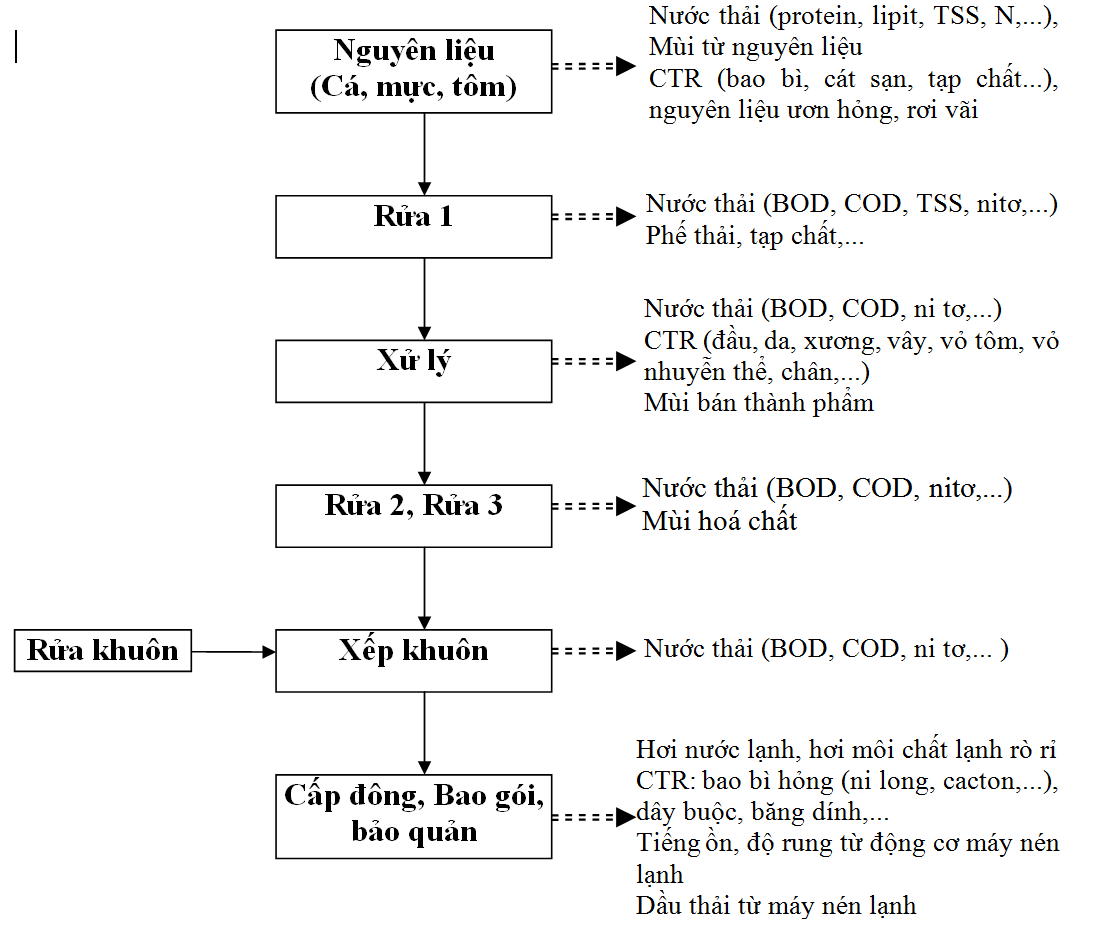 Nguyên liệu
(Cá, mực, tôm)
Nước thải (protein, lipit, TSS, N,...),
Mùi từ nguyên liệu
CTR (bao bì, cát sạn, tạp chất...),
nguyên liệu ươn hỏng, rơi vãi
Rửa 1
Nước thải (BOD, COD, TSS, nitơ,...)
Phế thải, tạp chất,...
Xử lý
Nước thải (BOD, COD, ni tơ,...)
CTR (đầu, da, xương, vây, vỏ tôm, vỏ
nhuyễn thể, chân,...)
Mùi bán thành phẩm
Rửa 2, Rửa 3
Nước thải (BOD, COD, nitơ,...)
Mùi hoá chất
Rửa khuôn
Xếp khuôn
Nước thải (BOD, COD, ni tơ,... )
Cấp đông, Bao gói,
bảo quản
Hơi nước lạnh, hơi môi chất lạnh rò rỉ
CTR: bao bì hỏng (ni long, cacton,...),
dây buộc, băng dính,...
Tiếng ồn, độ rung từ động cơ máy nén
lạnh
Dầu thải từ máy nén lạnh